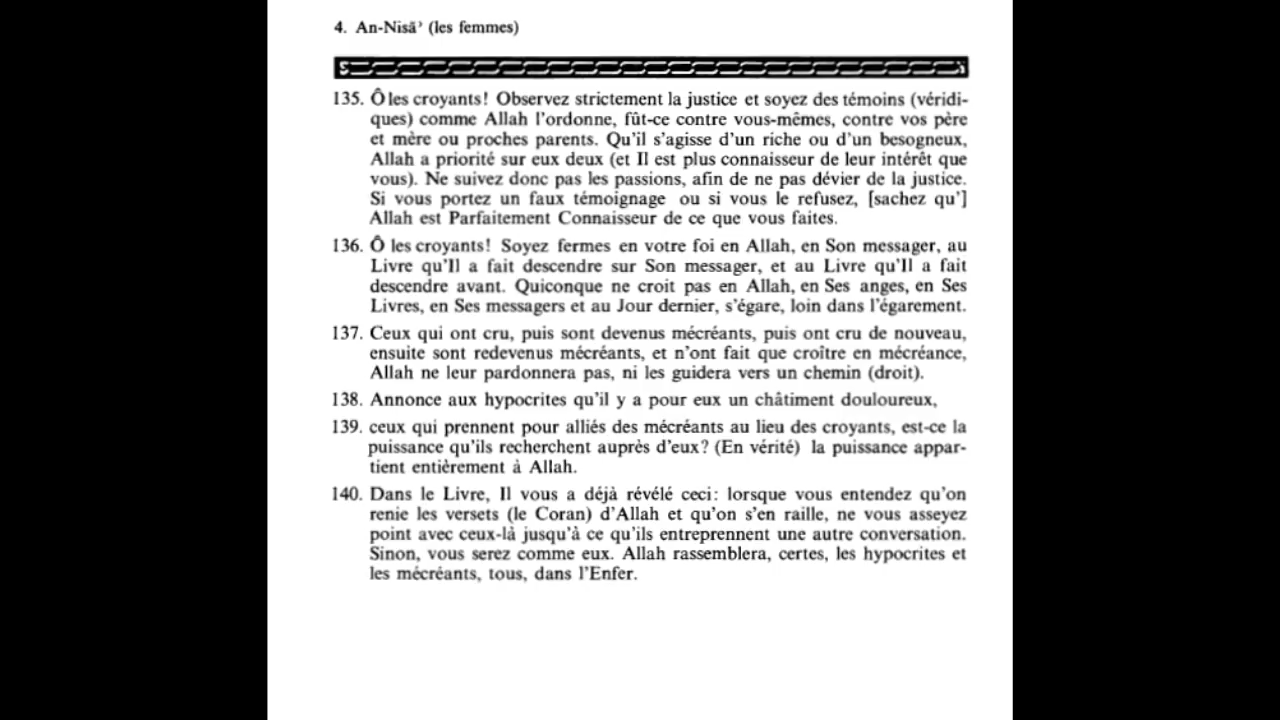 4. An-Nisā’ (les femmes)
135. Ô les croyants! Observez strictement la justice et soyez des témoins (véridi-
ques) comme Allah l’ordonne, fût-ce contre vous-mêmes, contre vos père
et mère ou proches parents. Qu’il s’agisse d’un riche ou d’un besogneux,
Allah a priorité sur eux deux (et Il est plus connaisseur de leur intérêt que
vous). Ne suivez donc pas les passions, afin de ne pas dévier de la justice.
Si vous portez un faux témoignage ou si vous le refusez, [sachez qu’]
Allah est Parfaitement Connaisseur de ce que vous faites.
136. Ô les croyants! Soyez fermes en votre foi en Allah, en Son messager, au
Livre qu’Il a fait descendre sur Son messager, et au Livre qu’Il a fait
descendre avant. Quiconque ne croit pas en Allah, en Ses anges, en Ses
Livres, en Ses messagers et au Jour dernier, s’égare, loin dans l’égarement.
137. Ceux qui ont cru, puis sont devenus mécréants, puis ont cru de nouveau,
ensuite sont redevenus mécréants, et n’ont fait que croître en mécréance,
Allah ne leur pardonnera pas, ni les guidera vers un chemin (droit).
138. Annonce aux hypocrites qu’il y a pour eux un châtiment douloureux,
139. ceux qui prennent pour alliés des mécréants au lieu des croyants, est-ce la
puissance qu’ils recherchent auprès d’eux? (En vérité) la puissance appar-
tient entièrement à Allah.
140. Dans le Livre, Il vous a déjà révélé ceci: lorsque vous entendez qu’on
renie les versets (le Coran) d’Allah et qu’on s’en raille, ne vous asseyez
point avec ceux-là jusqu’à ce qu’ils entreprennent une autre conversation.
Sinon, vous serez comme eux. Allah rassemblera, certes, les hypocrites et
les mécréants, tous, dans l’Enfer.